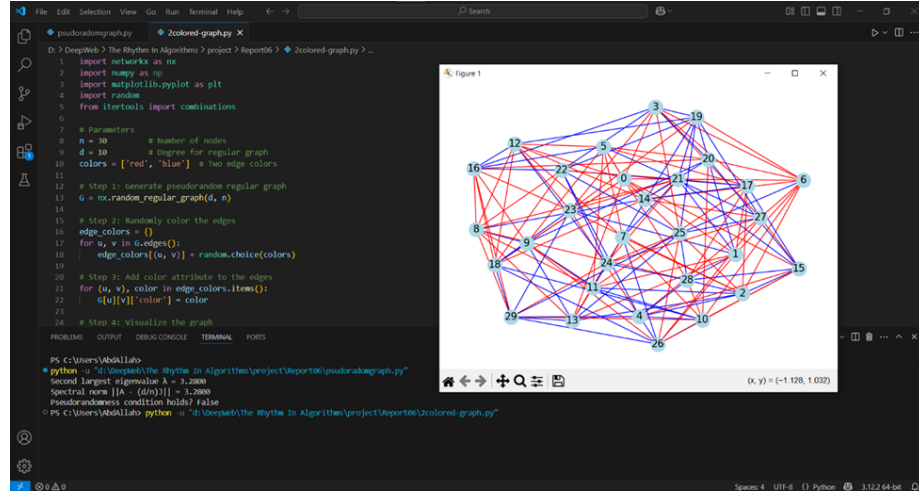 File Edit Selection View Go Run Terminal Help
Search
psudoradomgraph.py
2colored-graph.py
D: > DeepWeb > The Rhythm In Algorithms > project > Report06 > 2colored-graph.py > ...
1 import networkx as nx
2 import numpy as np
3 import matplotlib.pyplot as plt
4 import random
5 from itertools import combinations
6
7 # Parameters
8 n = 30 # Number of nodes
9 d = 10 # Degree for regular graph
10 colors = ['red', 'blue'] # Two edge colors
11
12 # Step 1: Generate pseudorandom regular graph
13 G = nx.random_regular_graph(d, n)
14
15 # Step 2: Randomly color the edges
16 edge_colors = {}
17 for u, v in G.edges():
18 edge_colors[(u, v)] = random.choice(colors)
19
20 # Step 3: Add color attribute to the edges
21 for (u, v), color in edge_colors.items():
22 G[u][v]['color'] = color
23
24 # Step 4: Visualize the graph
Figure 1
3
19
12
5
20
16
22
0
21
6
17
14
23
27
8
7
25
9
1
18
24
15
28
11
2
29
13
4
10
26
(x, y) = (−1.128, 1.032)
PROBLEMS OUTPUT DEBUG CONSOLE TERMINAL PORTS
PS C:\Users\AbdAllah>
python -u "d:\DeepWeb\The Rhythm In Algorithms\project\Report06\psudoradomgraph.py"
Second largest eigenvalue λ = 3.2800
Spectral norm ||A - (d/n)J|| = 3.2800
Pseudorandomness condition holds? False
PS C:\Users\AbdAllah> python -u "d:\DeepWeb\The Rhythm In Algorithms\project\Report06\2colored-graph.py"
0 0
Spaces: 4 UTF-8 {} Python 3.12.2 64-bit